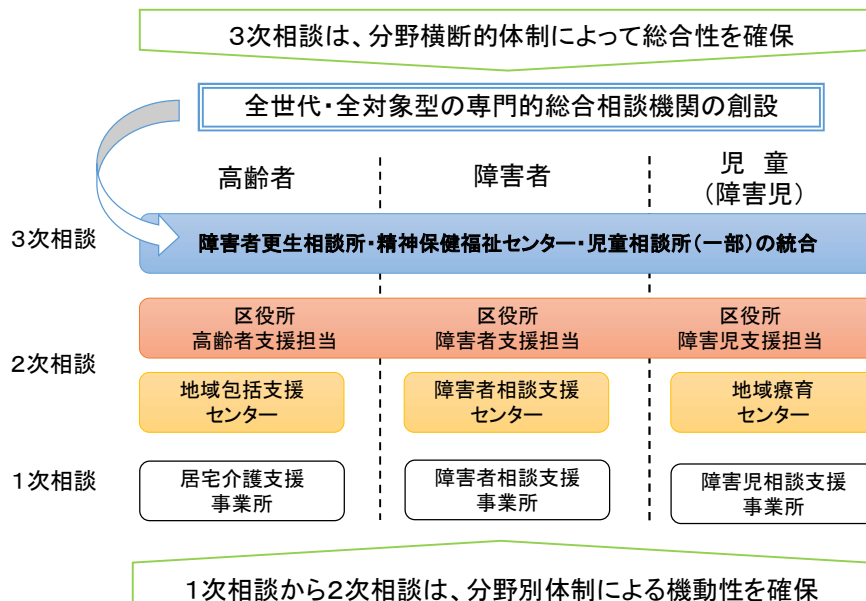 3次相談は、分野横断的体制によって総合性を確保
全世代・全対象型の専門的総合相談機関の創設
高齢者
障害者
児 童
(障害児)
3次相談
障害者更生相談所・精神保健福祉センター・児童相談所(一部)の統合
2次相談
区役所
高齢者支援担当
区役所
障害者支援担当
区役所
障害児支援担当
地域包括支援
センター
障害者相談支援
センター
地域療育
センター
1次相談
居宅介護支援
事業所
障害者相談支援
事業所
障害児相談支援
事業所
1次相談から2次相談は、分野別体制による機動性を確保